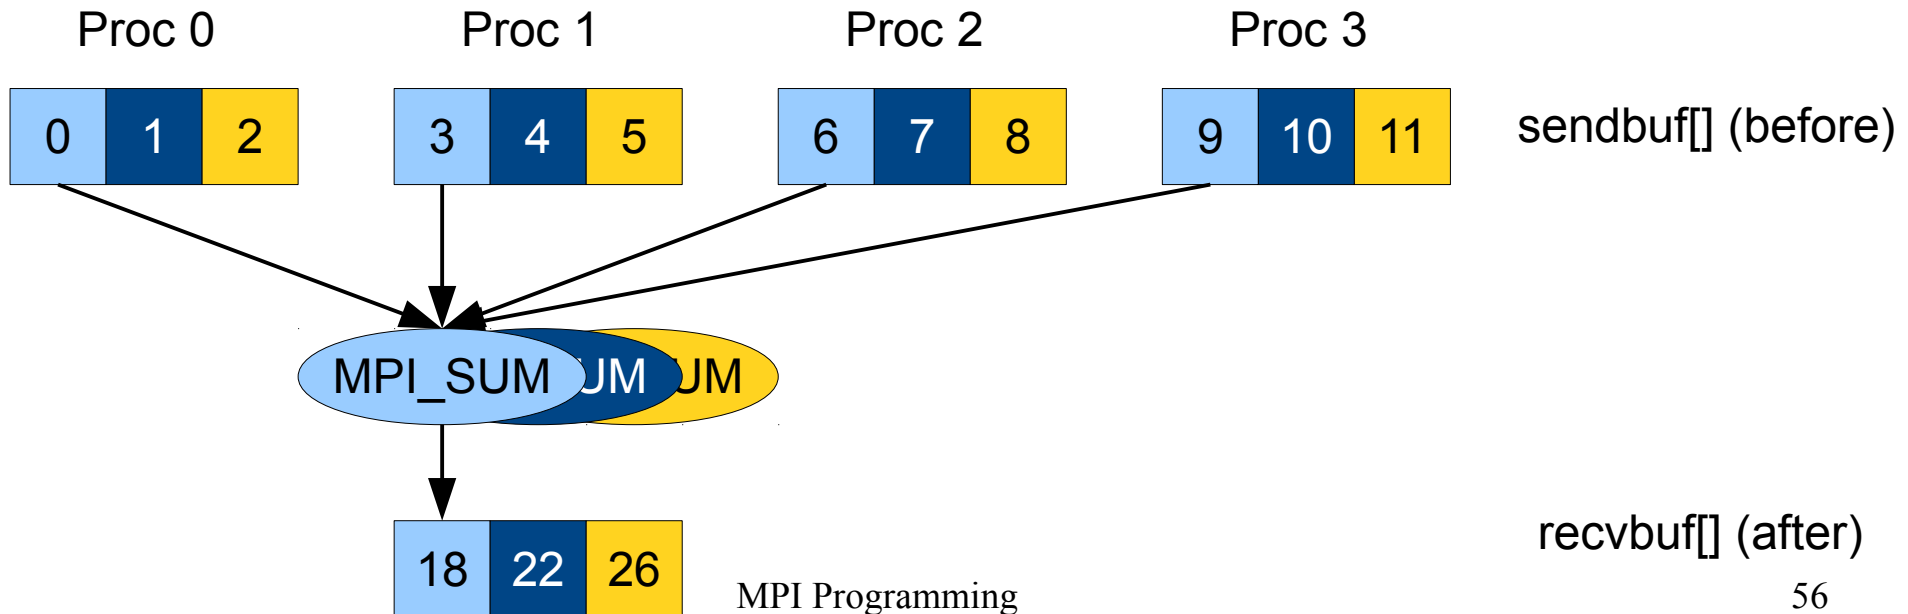 Proc 0 Proc 1 Proc 2 Proc 3
0 1 2 3 4 5 6 7 8 9 10 11 sendbuf[] (before)
MPI_SUM UM UM
18 22 26 recvbuf[] (after)
MPI Programming 56